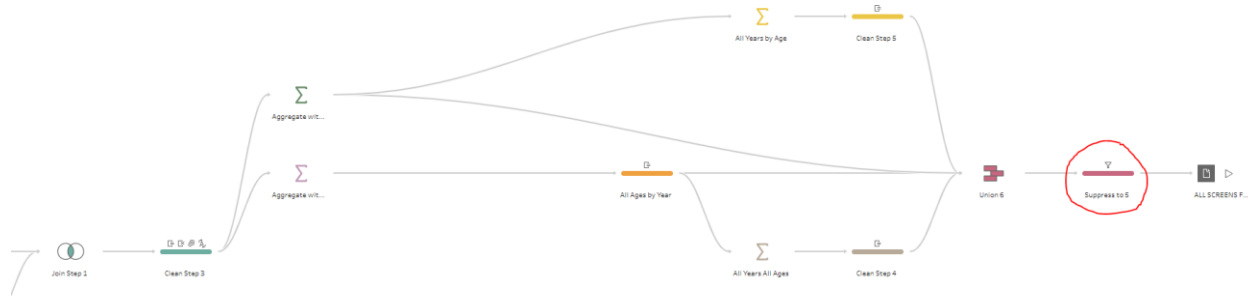 All Years by Age
Clean Step 5
Aggregate wit...
Aggregate wit...
All Ages by Year
Union 6
Suppress to 5
ALL SCREENS F...
Join Step 1
Clean Step 3
All Years All Ages
Clean Step 4